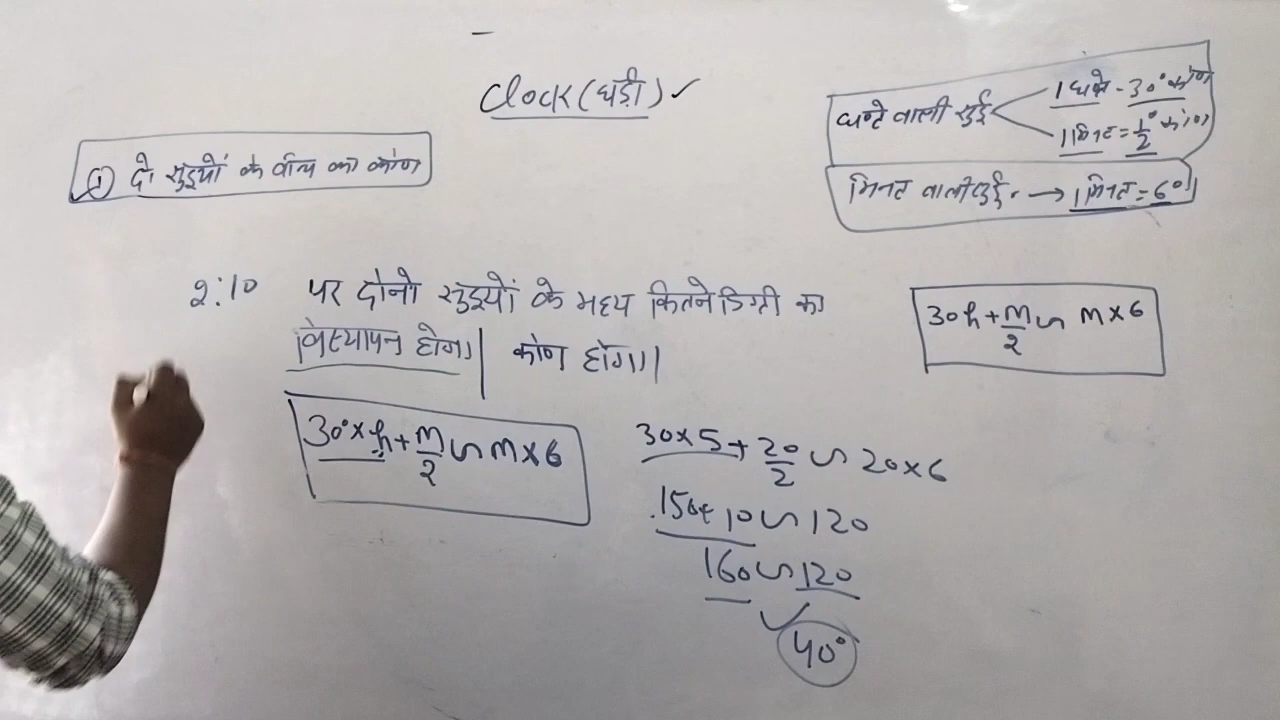 Clock (घड़ी) ✓
① दो सुइयों के बीच का कोण
घण्टे वाली सुई
1 घण्टे - 30° कोण
1 मिनट = 1/2° कोण
मिनट वाली सुई. → 1 मिनट = 6°
2:10 पर दोनो सुइयों के मध्य कितने डिग्री का
विस्थापन होगा। कोण होगा।
30h + m/2 ∽ m×6
30°×h + m/2 ∽ m×6
30×5 + 20/2 ∽ 20×6
150+ 10 ∽ 120
160 ∽ 120
40°